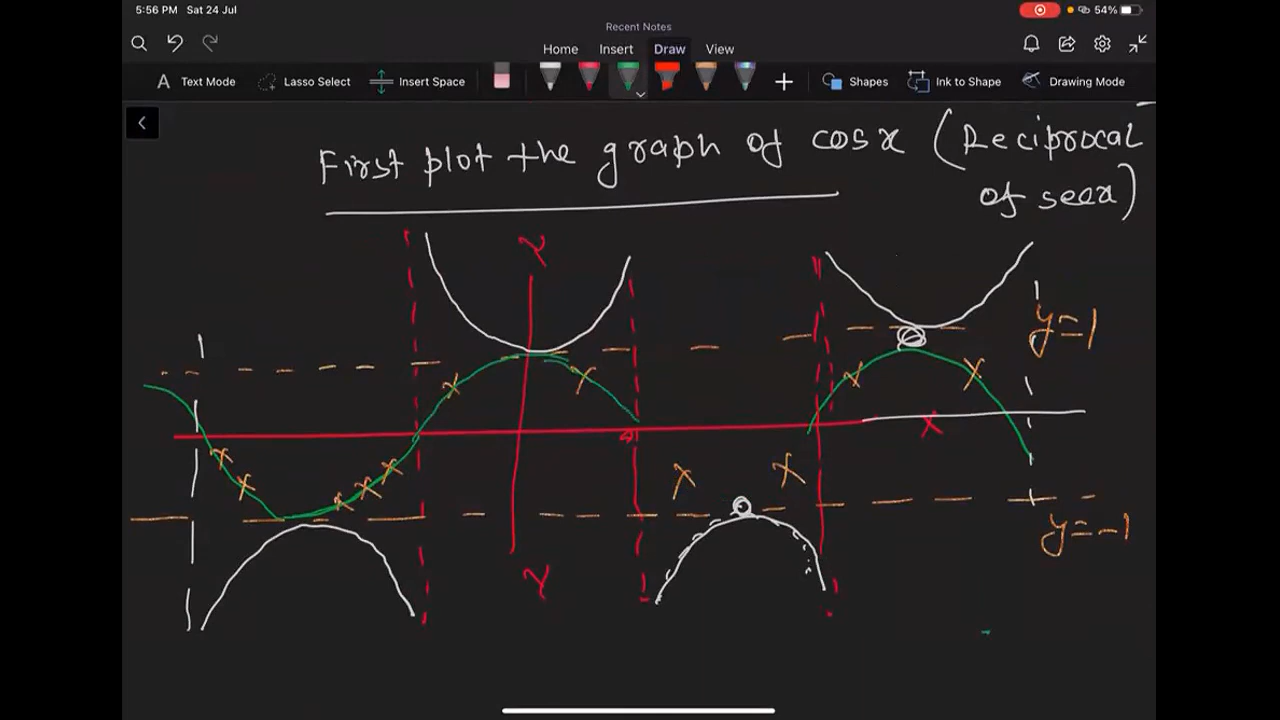 5:56 PM Sat 24 Jul
54%
Recent Notes
Home Insert Draw View
Text Mode Lasso Select Insert Space Shapes Ink to Shape Drawing Mode
First plot the graph of cosx (Reciprocal
of secx)
Y
y=1
X
Y
y=-1